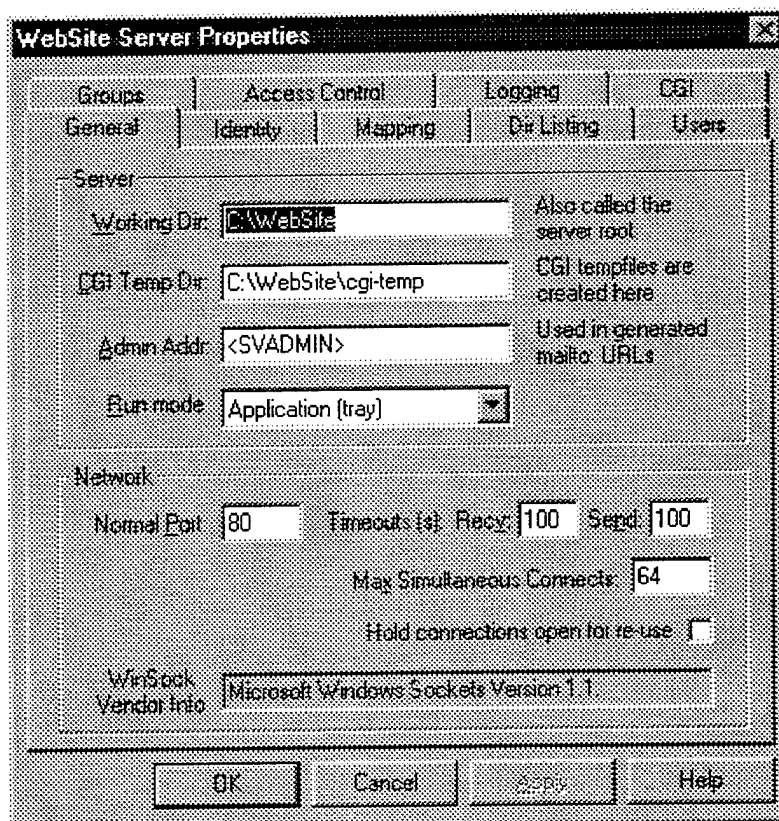 WebSite Server Properties
Groups Access Control Logging CGI
General Identity Mapping Dir Listing Users
Server
Working Dir: C:\WebSite Also called the
server root.
CGI Temp Dir: C:\WebSite\cgi-temp CGI tempfiles are
created here
Admin Addr: <SVADMIN> Used in generated
mailto: URLs
Run mode Application (tray)
Network
Normal Port 80 Timeouts (s): Recv: 100 Send: 100
Max Simultaneous Connects: 64
Hold connections open for re-use
WinSock
Vendor Info Microsoft Windows Sockets Version 1.1.
OK Cancel Apply Help